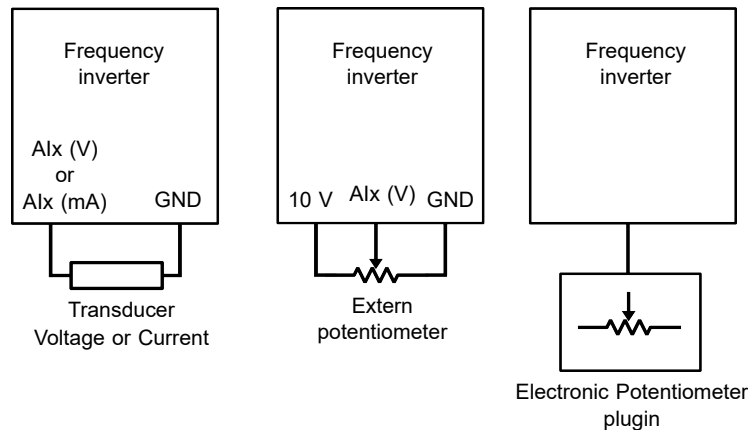 Frequency
inverter
AIx (V)
or
AIx (mA)
GND
Transducer
Voltage or Current
Frequency
inverter
10 V
AIx (V)
GND
Extern
potentiometer
Frequency
inverter
Electronic Potentiometer
plugin